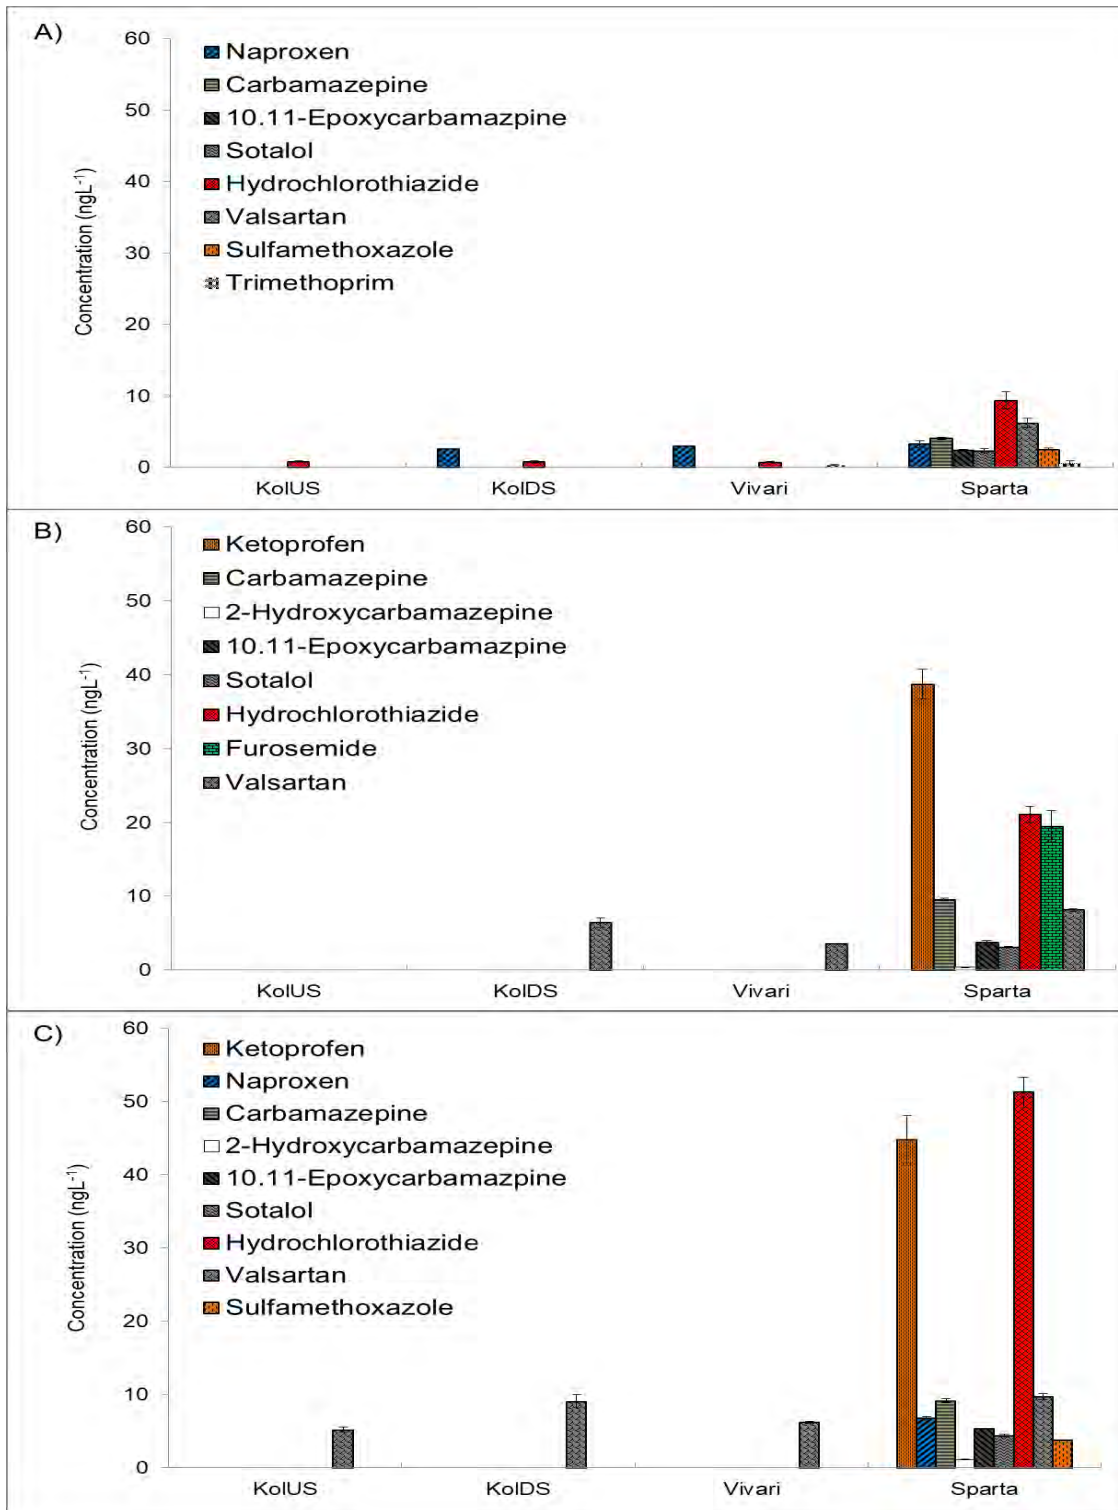 A)
60
50
40
30
20
10
0
Concentration (ngL-1)
Naproxen
Carbamazepine
10.11-Epoxycarbamazpine
Sotalol
Hydrochlorothiazide
Valsartan
Sulfamethoxazole
Trimethoprim
KolUS KolDS Vivari Sparta
B)
60
50
40
30
20
10
0
Concentration (ngL-1)
Ketoprofen
Carbamazepine
2-Hydroxycarbamazepine
10.11-Epoxycarbamazpine
Sotalol
Hydrochlorothiazide
Furosemide
Valsartan
KolUS KolDS Vivari Sparta
C)
60
50
40
30
20
10
0
Concentration (ngL-1)
Ketoprofen
Naproxen
Carbamazepine
2-Hydroxycarbamazepine
10.11-Epoxycarbamazpine
Sotalol
Hydrochlorothiazide
Valsartan
Sulfamethoxazole
KolUS KolDS Vivari Sparta